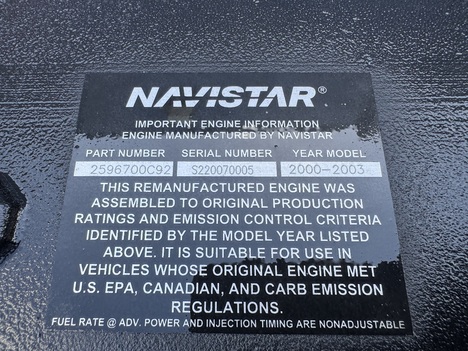 NAVISTAR®
IMPORTANT ENGINE INFORMATION
ENGINE MANUFACTURED BY NAVISTAR
PART NUMBER SERIAL NUMBER YEAR MODEL
2596700C92 S220070005 2000-2003
THIS REMANUFACTURED ENGINE WAS
ASSEMBLED TO ORIGINAL PRODUCTION
RATINGS AND EMISSION CONTROL CRITERIA
IDENTIFIED BY THE MODEL YEAR LISTED
ABOVE. IT IS SUITABLE FOR USE IN
VEHICLES WHOSE ORIGINAL ENGINE MET
U.S. EPA, CANADIAN, AND CARB EMISSION
REGULATIONS.
FUEL RATE @ ADV. POWER AND INJECTION TIMING ARE NONADJUSTABLE